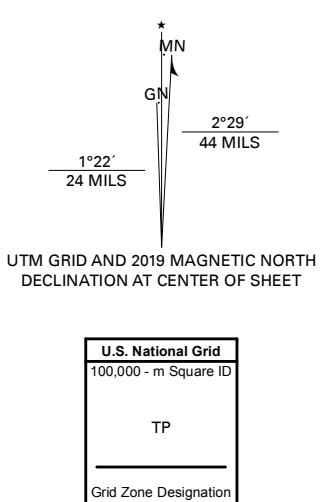 ★
MN
GN
2°29´
44 MILS
1°22´
24 MILS
UTM GRID AND 2019 MAGNETIC NORTH
DECLINATION AT CENTER OF SHEET
U.S. National Grid
100,000 - m Square ID
TP
Grid Zone Designation